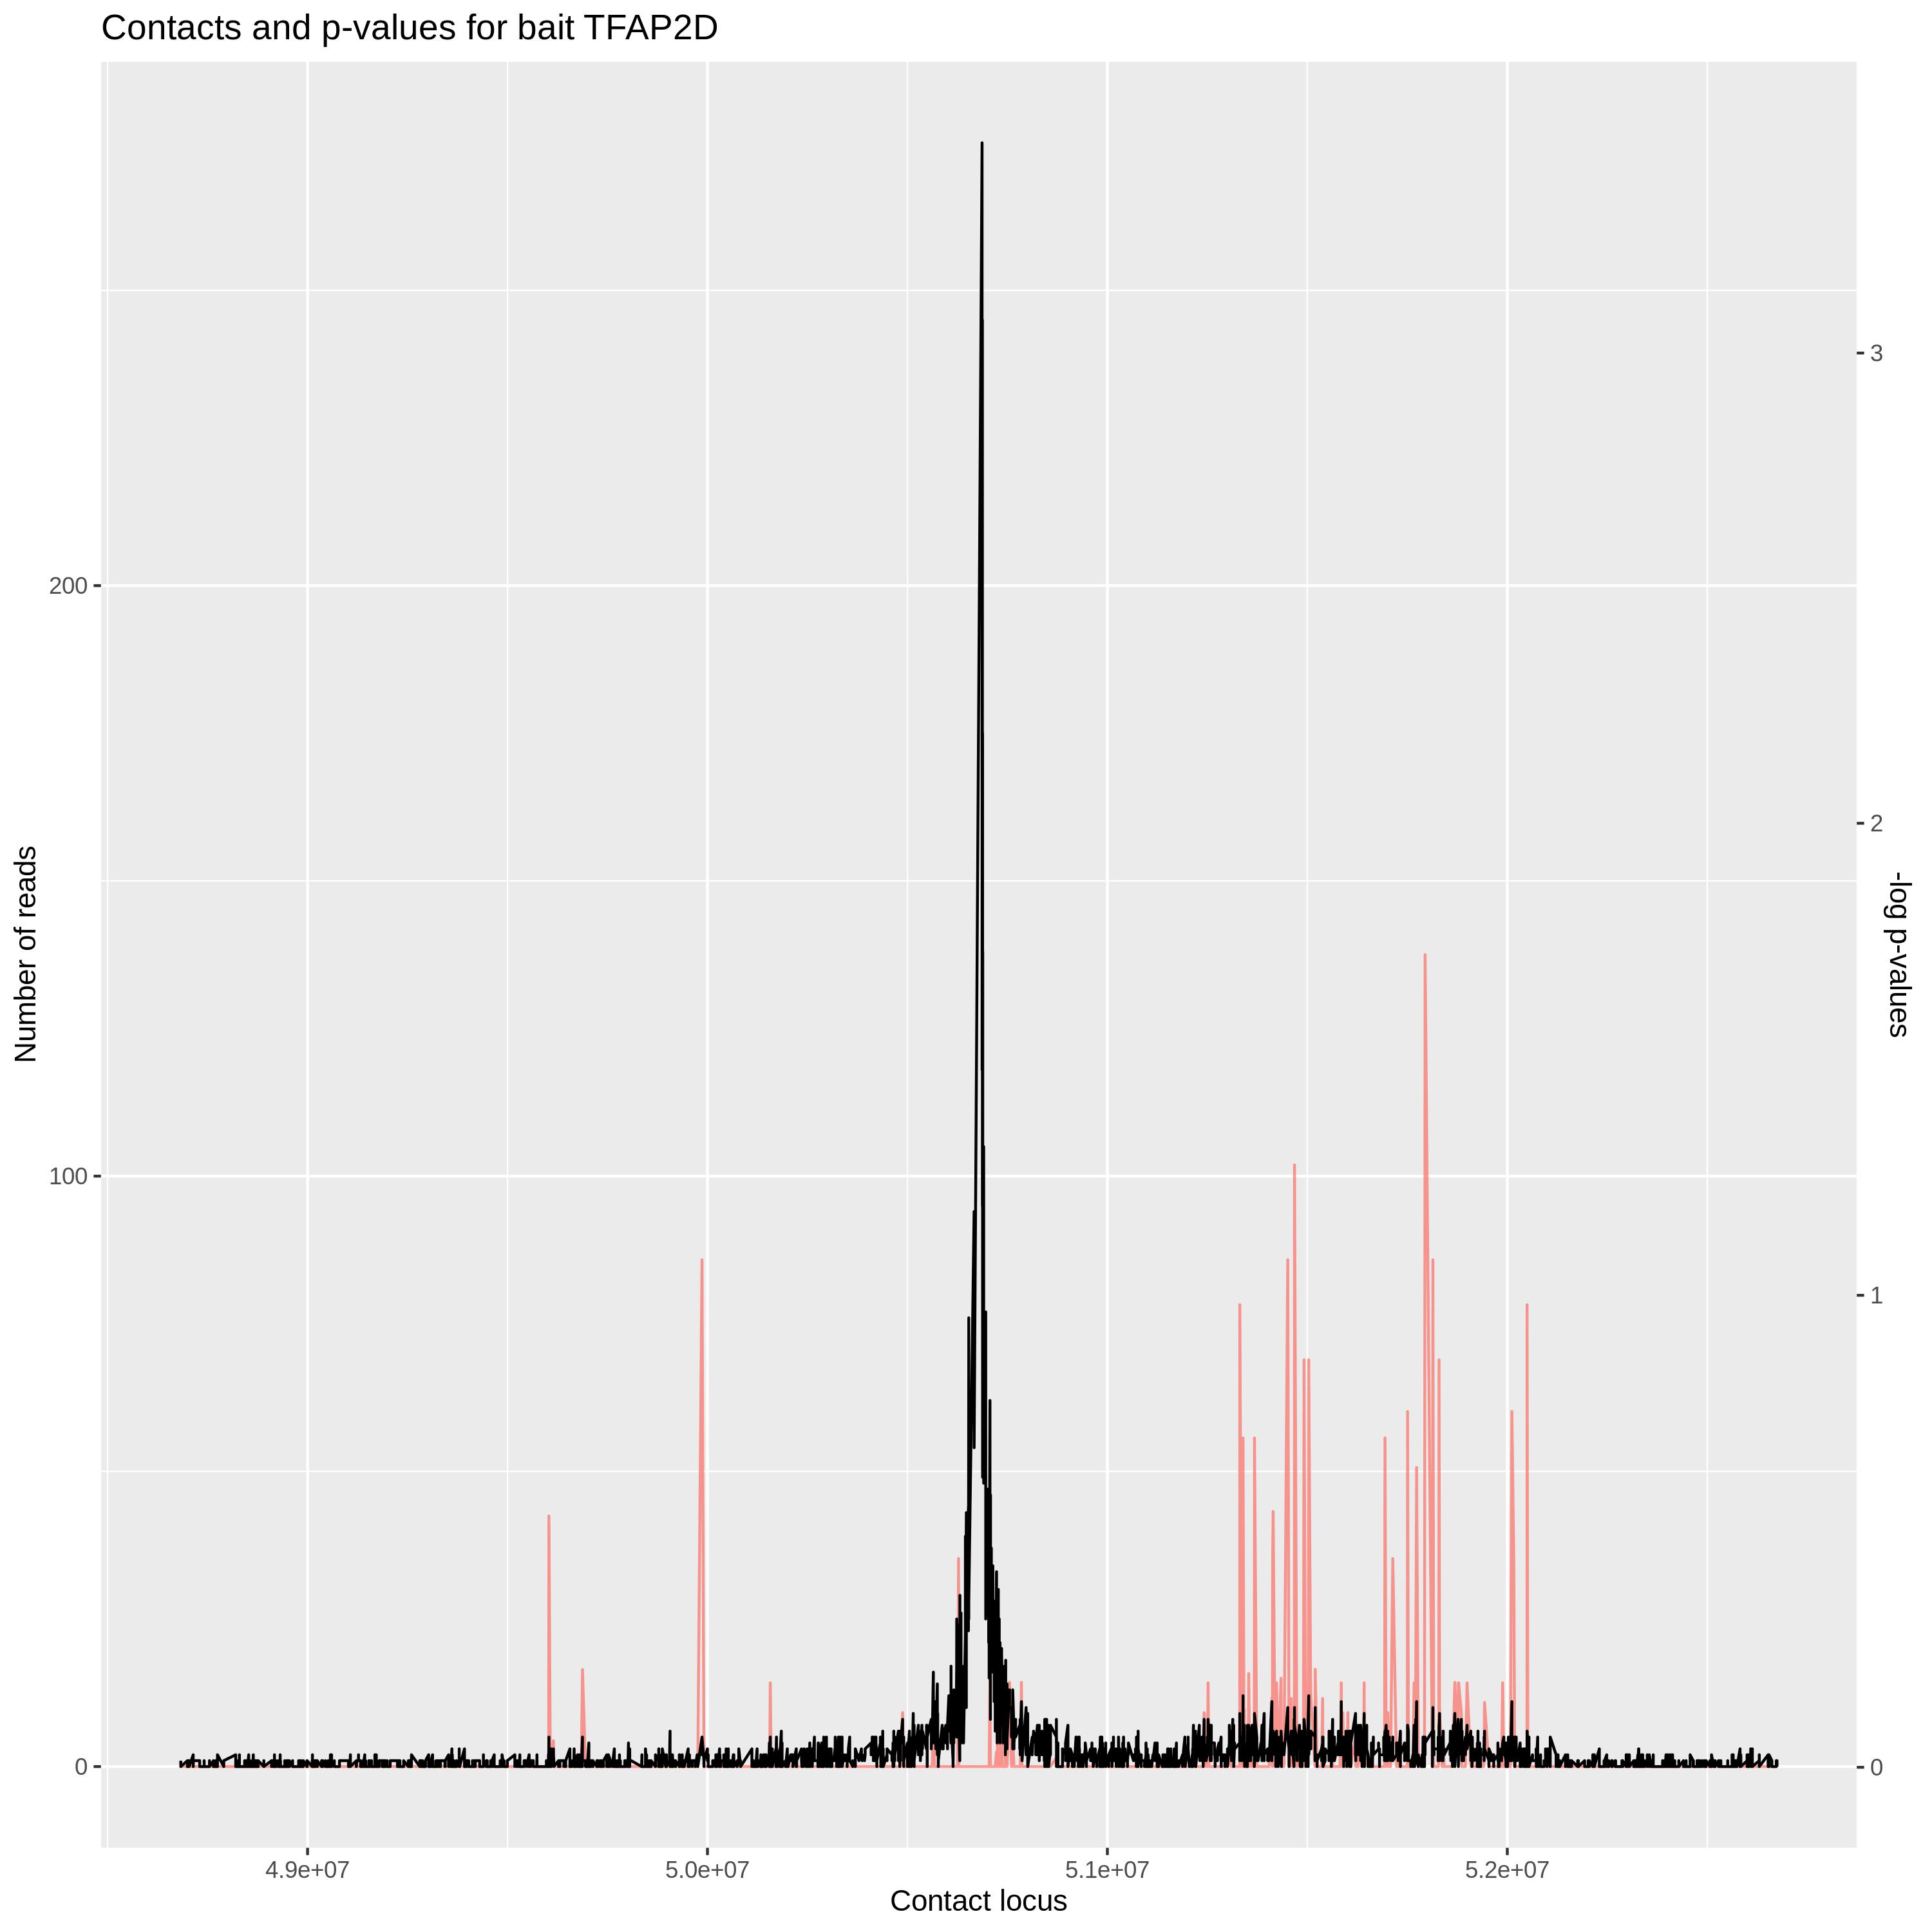 Contacts and p-values for bait TFAP2D
Number of reads
200
100
0
3
2
1
0
-log p-values
4.9e+07 5.0e+07 5.1e+07 5.2e+07
Contact locus